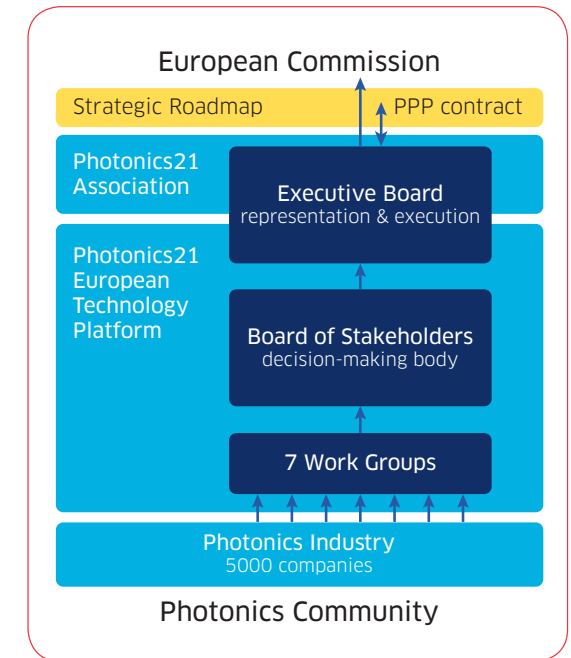 European Commission
Strategic Roadmap
PPP contract
Photonics21
Association
Executive Board
representation & execution
Photonics21
European
Technology
Platform
Board of Stakeholders
decision-making body
7 Work Groups
Photonics Industry
5000 companies
Photonics Community